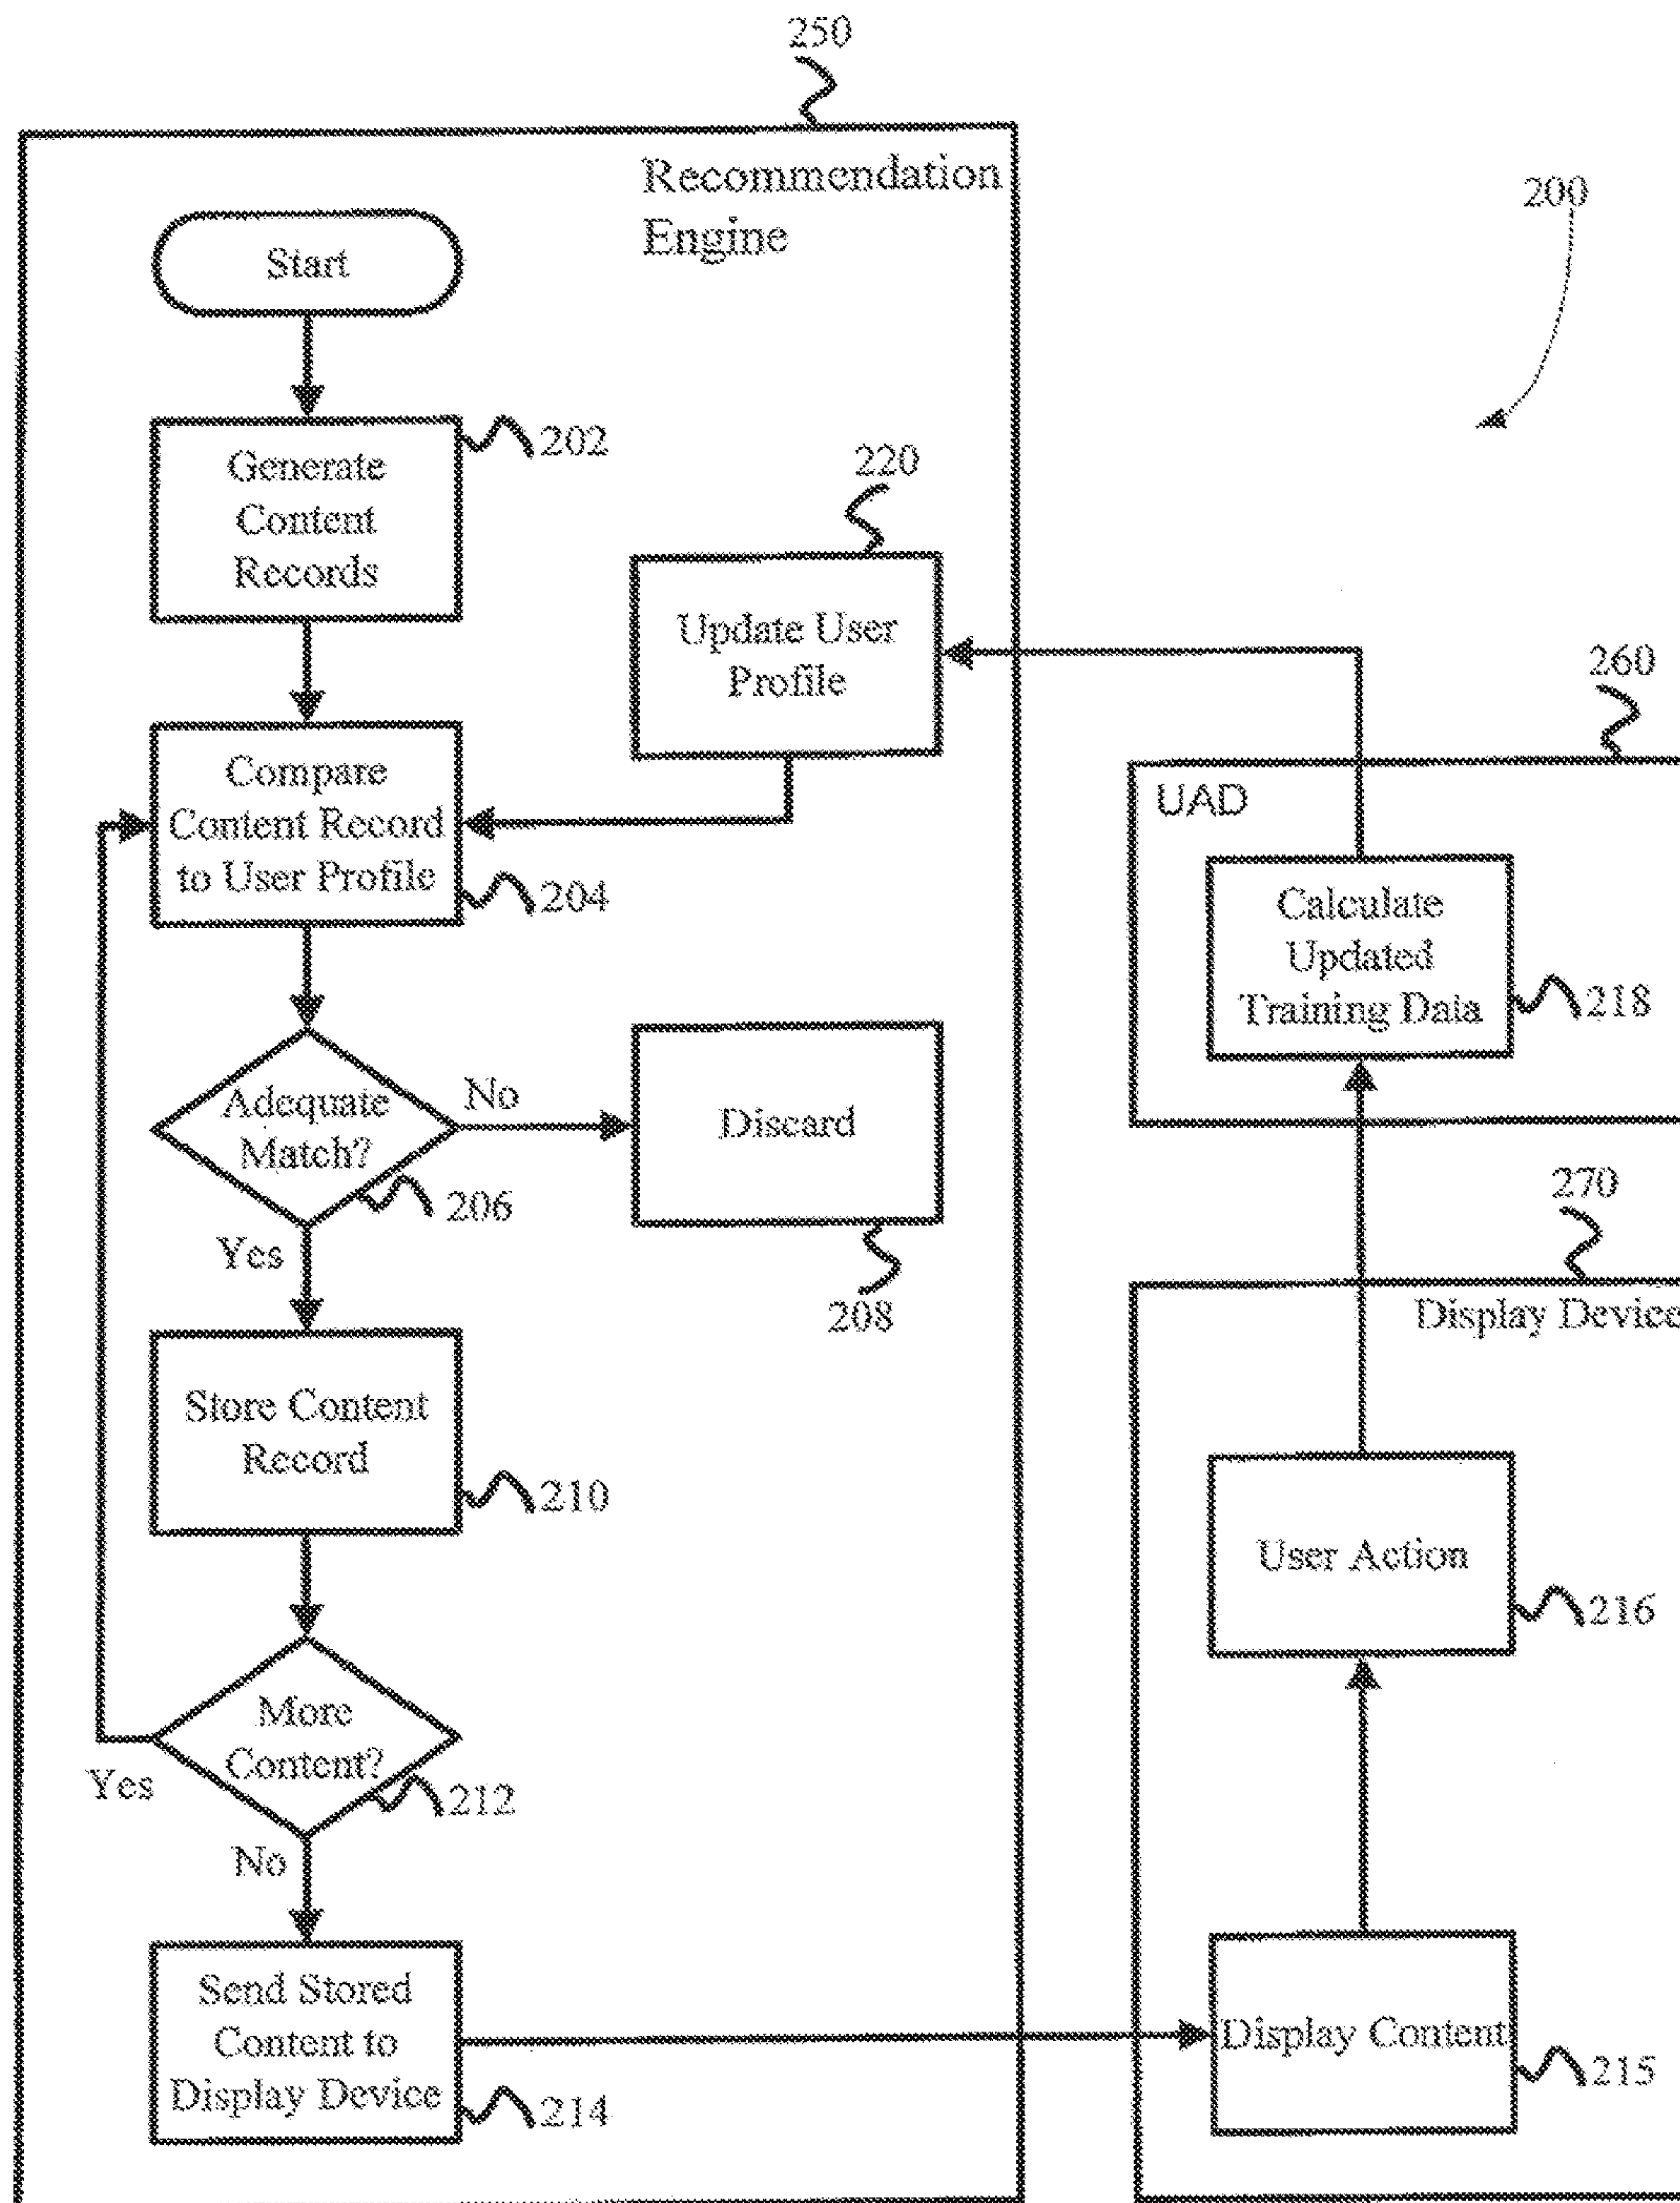 250
Recommendation
Engine
200
Start
Generate
Content
Records
202
220
Update User
Profile
260
UAD
Compare
Content Record
to User Profile
204
Calculate
Updated
Training Data
218
Adequate
Match?
No
206
Yes
Discard
208
270
Display Device
Store Content
Record
210
User Action
216
More
Content?
Yes
212
No
Send Stored
Content to
Display Device
214
Display Content
215